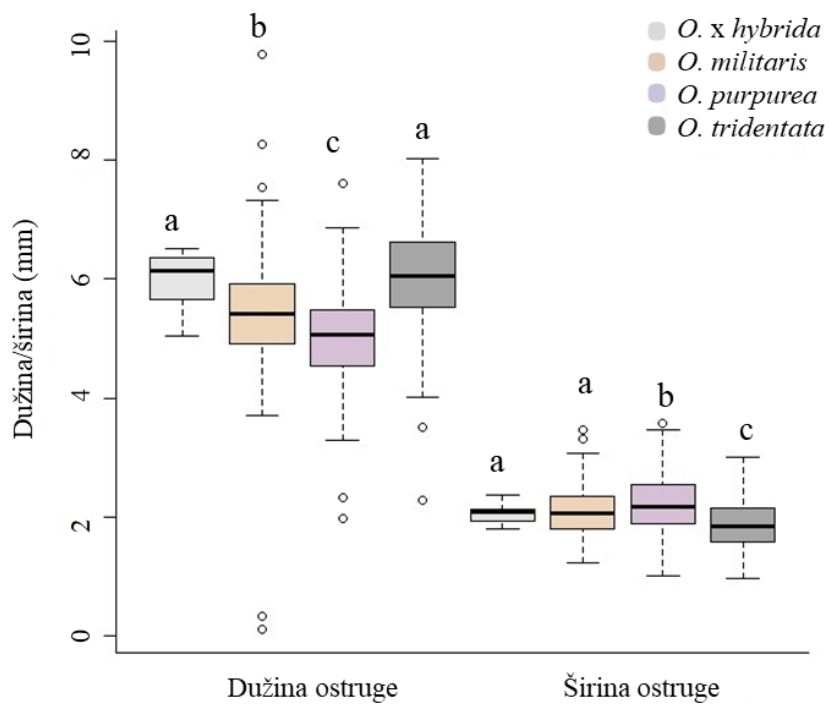 O. x hybrida
O. militaris
O. purpurea
O. tridentata
Dužina/širina (mm)
10
8
6
4
2
0
a
b
c
a
a
a
b
c
Dužina ostruge
Širina ostruge